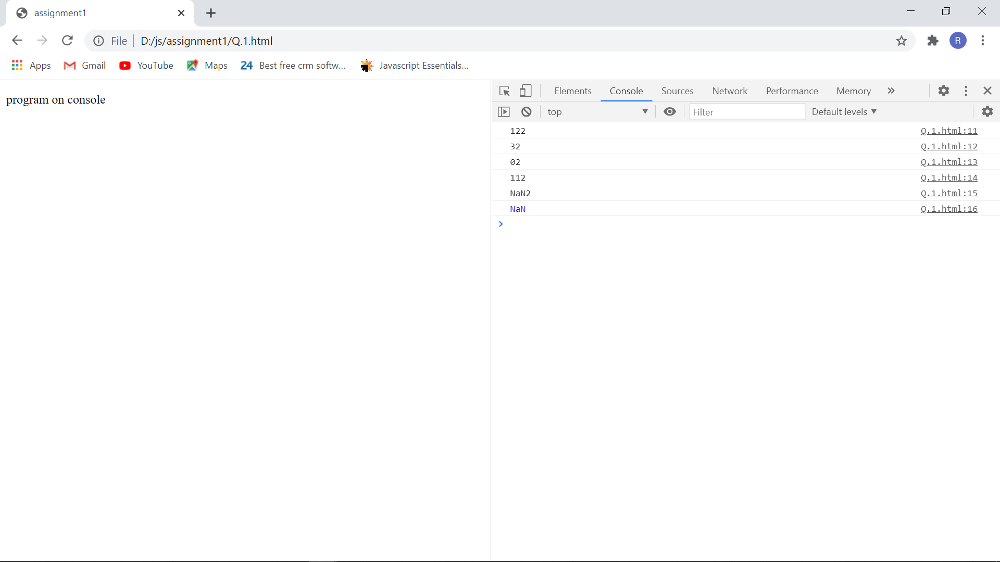 assignment1
File D:/js/assignment1/Q.1.html R
Apps Gmail YouTube Maps 24 Best free crm softw... Javascript Essentials...
program on console
Elements Console Sources Network Performance Memory
top Filter Default levels
122 Q.1.html:11
32 Q.1.html:12
02 Q.1.html:13
112 Q.1.html:14
NaN2 Q.1.html:15
NaN Q.1.html:16